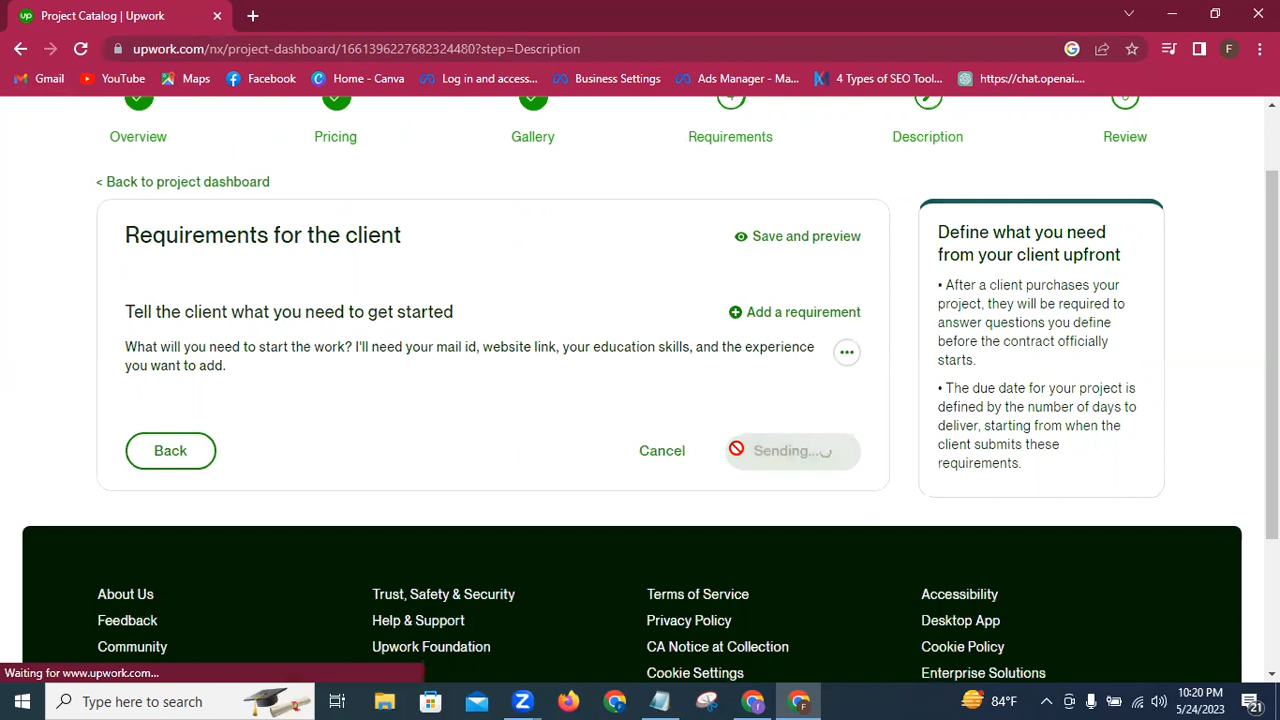 up Project Catalog | Upwork
upwork.com/nx/project-dashboard/1661396227682324480?step=Description
F
Gmail YouTube Maps Facebook Home - Canva Log in and access... Business Settings Ads Manager - Ma... 4 Types of SEO Tool... https://chat.openai....
Overview Pricing Gallery Requirements Description Review
< Back to project dashboard
Requirements for the client
Save and preview
Tell the client what you need to get started
Add a requirement
What will you need to start the work? I'll need your mail id, website link, your education skills, and the experience
you want to add.
Back
Cancel
Sending...
Define what you need
from your client upfront
• After a client purchases your
project, they will be required to
answer questions you define
before the contract officially
starts.
• The due date for your project is
defined by the number of days to
deliver, starting from when the
client submits these
requirements.
About Us Trust, Safety & Security Terms of Service Accessibility
Feedback Help & Support Privacy Policy Desktop App
Community Upwork Foundation CA Notice at Collection Cookie Policy
Cookie Settings Enterprise Solutions
Waiting for www.upwork.com...
Type here to search
84°F
10:20 PM
5/24/2023
21